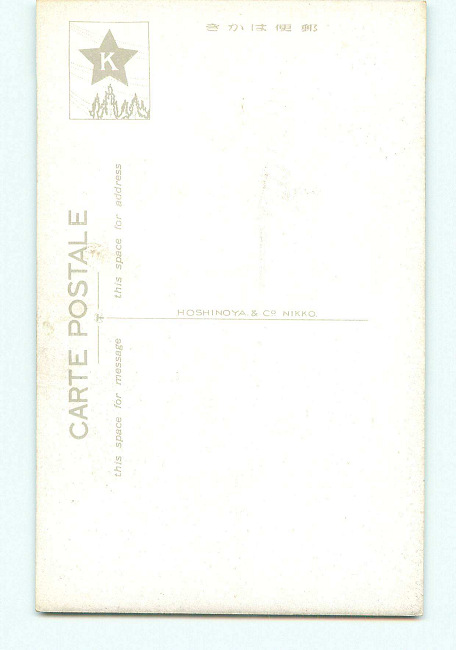 きかは便郵
K
CARTE POSTALE
this space for address
HOSHINOYA & Co NIKKO.
this space for message